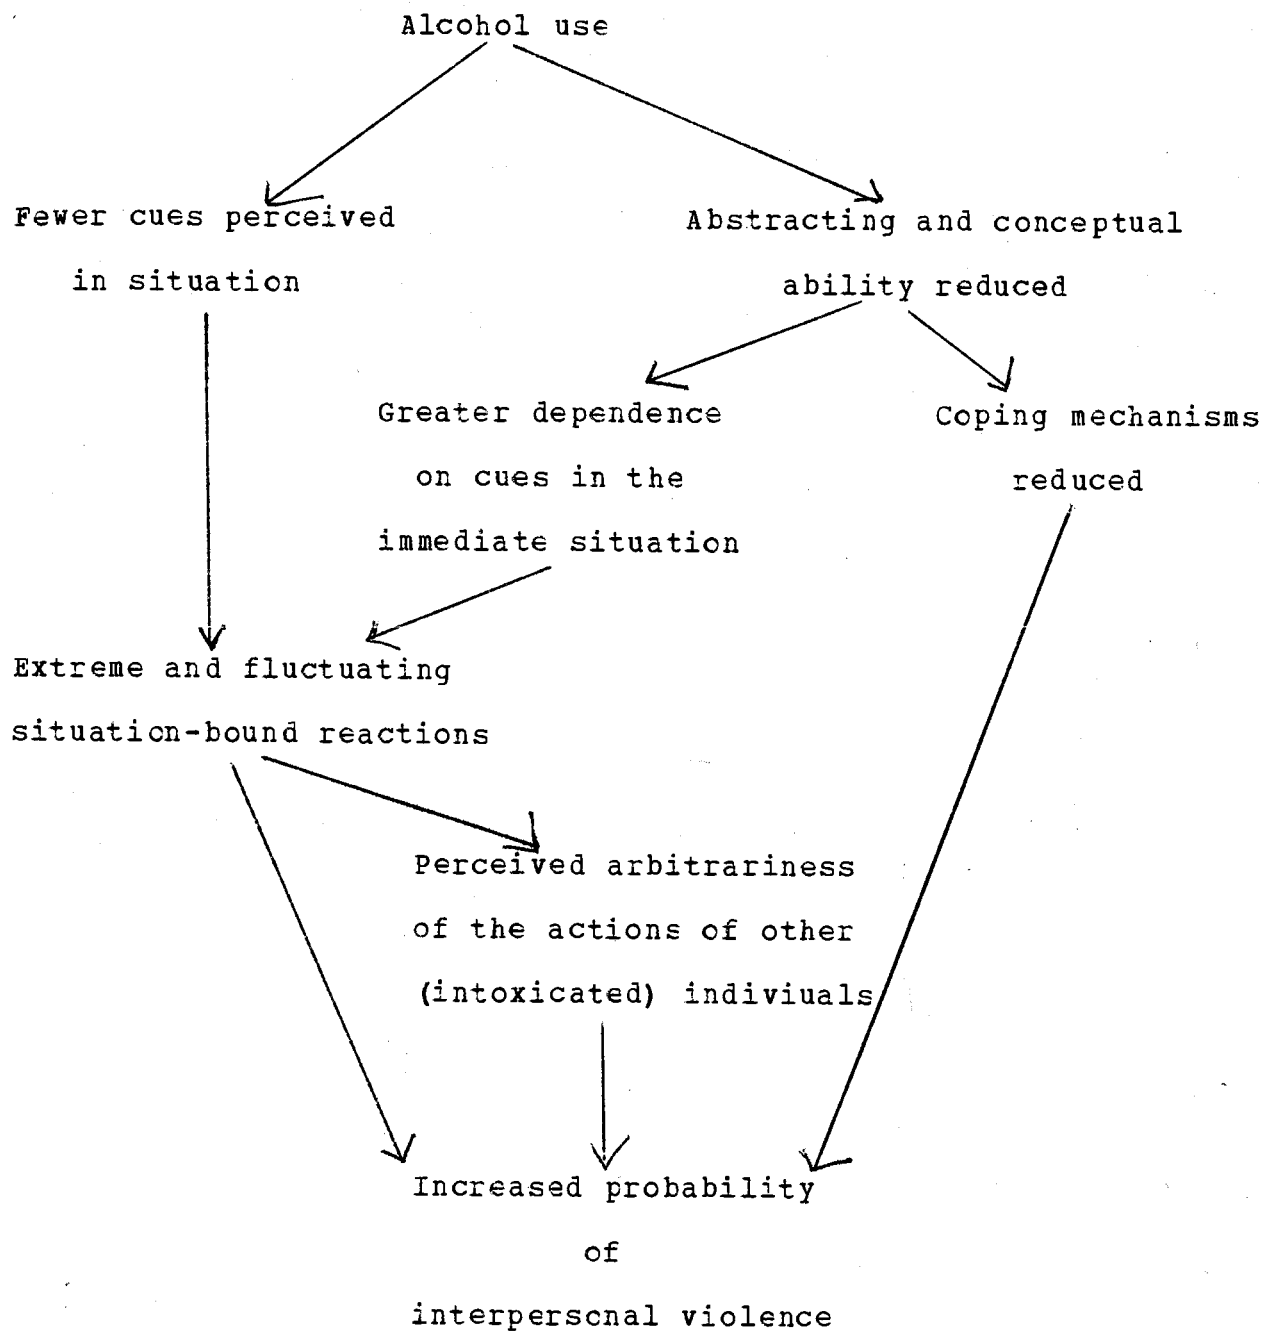 Alcohol use
Fewer cues perceived
in situation
Abstracting and conceptual
ability reduced
Greater dependence
on cues in the
immediate situation
Coping mechanisms
reduced
Extreme and fluctuating
situation-bound reactions
Perceived arbitrariness
of the actions of other
(intoxicated) indiviuals
Increased probability
of
interpersonal violence